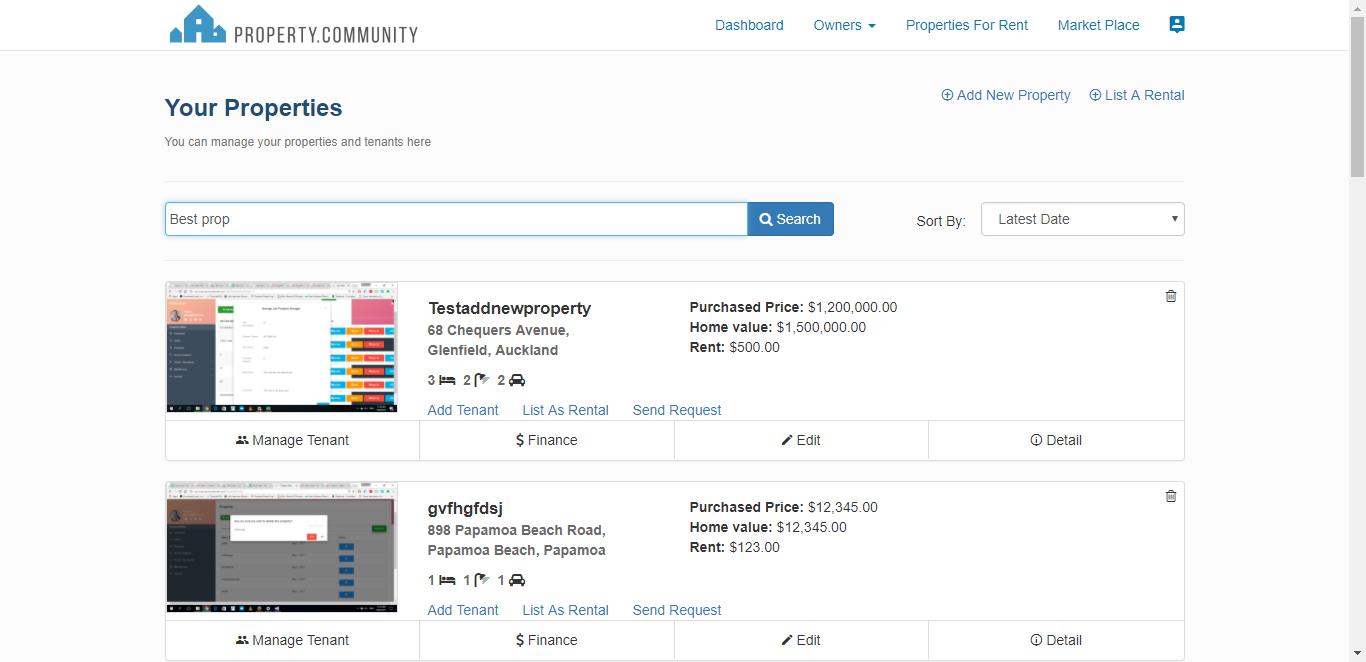 PROPERTY.COMMUNITY
Dashboard Owners Properties For Rent Market Place
Your Properties
Add New Property List A Rental
You can manage your properties and tenants here
Best prop Search Sort By: Latest Date
Testaddnewproperty
68 Chequers Avenue,
Glenfield, Auckland
3 2 2
Purchased Price: $1,200,000.00
Home value: $1,500,000.00
Rent: $500.00
Add Tenant List As Rental Send Request
Manage Tenant $ Finance Edit Detail
gvfhgfdsj
898 Papamoa Beach Road,
Papamoa Beach, Papamoa
1 1 1
Purchased Price: $12,345.00
Home value: $12,345.00
Rent: $123.00
Add Tenant List As Rental Send Request
Manage Tenant $ Finance Edit Detail